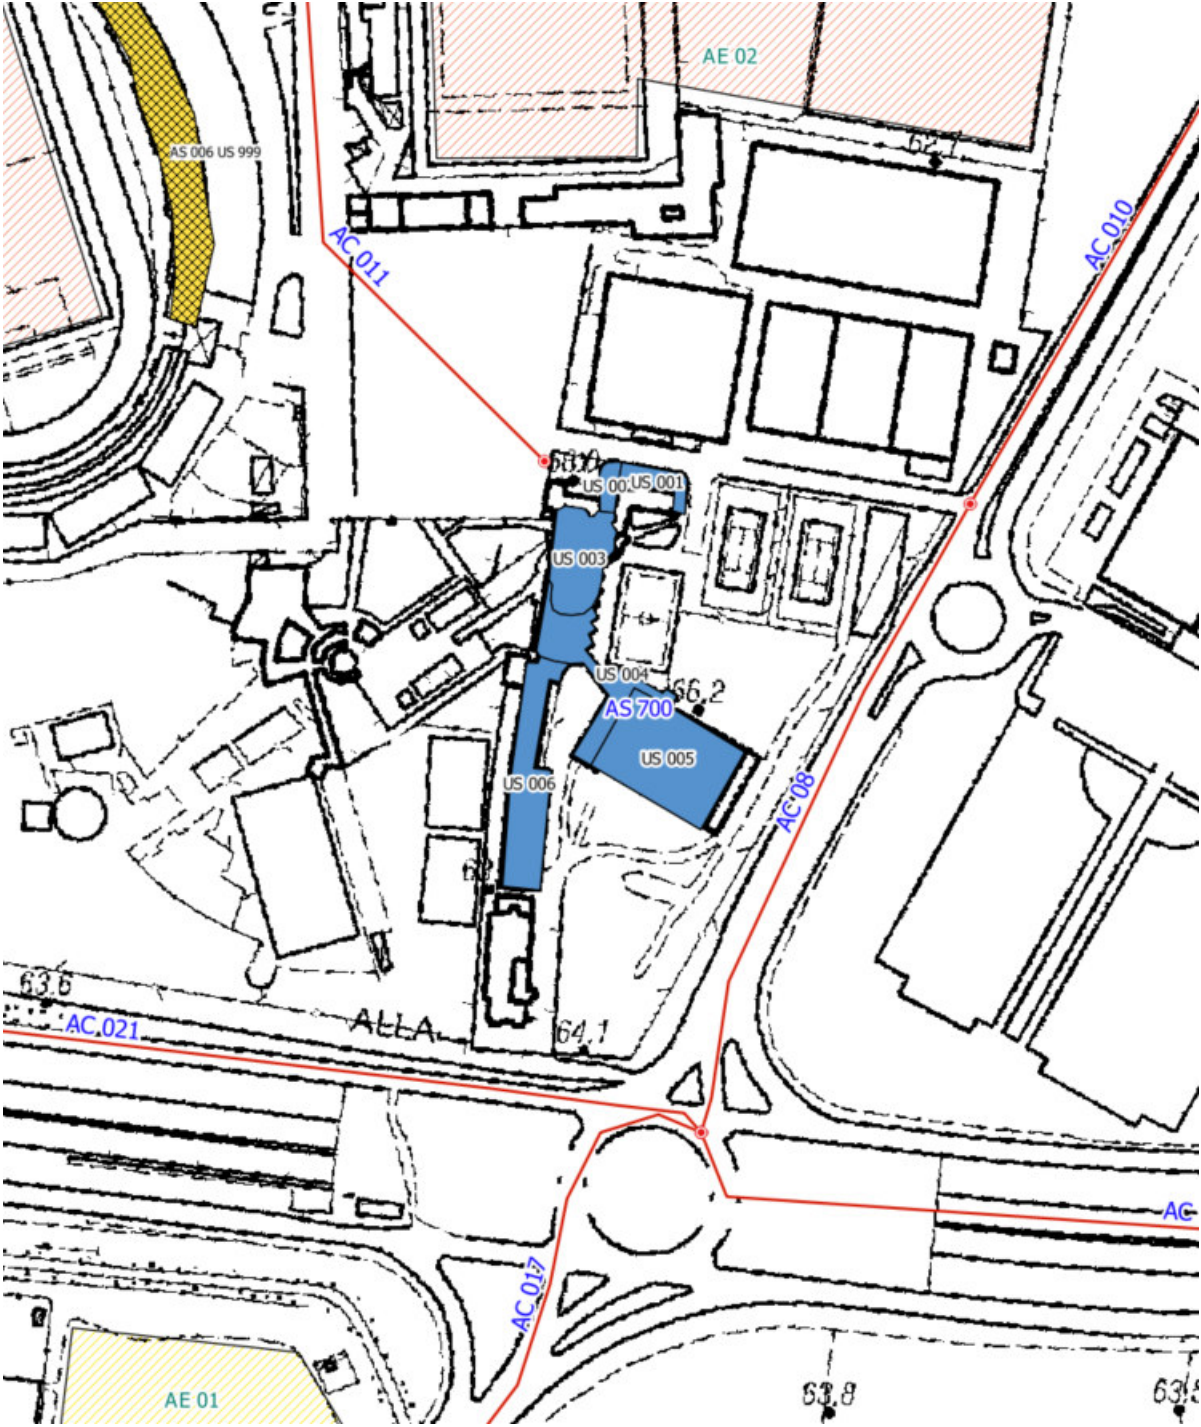 AE 02
62.7
AS 006 US 999
AC 010
AC 011
US 001
US 003
US 004
66.2
AS 700
US 005
US 006
AC 08
63.6
AC 021
ALLA
64.1
AC
AC 017
AE 01
63.8